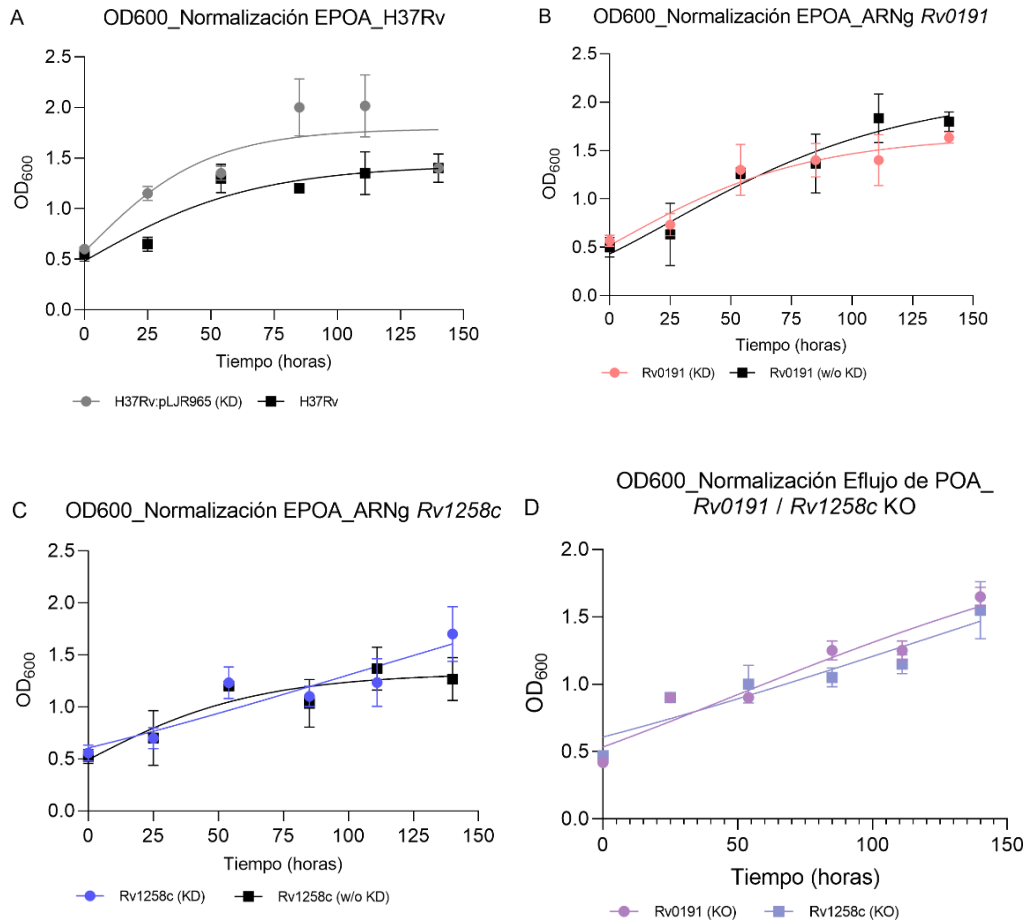 A
OD600_Normalización EPOA_H37Rv
2.5
2.0
1.5
1.0
0.5
0.0
OD600
0 25 50 75 100 125 150
Tiempo (horas)
H37Rv:pLJR965 (KD) H37Rv
B
OD600_Normalización EPOA_ARNg Rv0191
2.5
2.0
1.5
1.0
0.5
0.0
OD600
0 25 50 75 100 125 150
Tiempo (horas)
Rv0191 (KD) Rv0191 (w/o KD)
C
OD600_Normalización EPOA_ARNg Rv1258c
2.5
2.0
1.5
1.0
0.5
0.0
OD600
0 25 50 75 100 125 150
Tiempo (horas)
Rv1258c (KD) Rv1258c (w/o KD)
D
OD600_Normalización Eflujo de POA_
Rv0191 / Rv1258c KO
2.0
1.5
1.0
0.5
0.0
OD600
0 50 100 150
Tiempo (horas)
Rv0191 (KO) Rv1258c (KO)